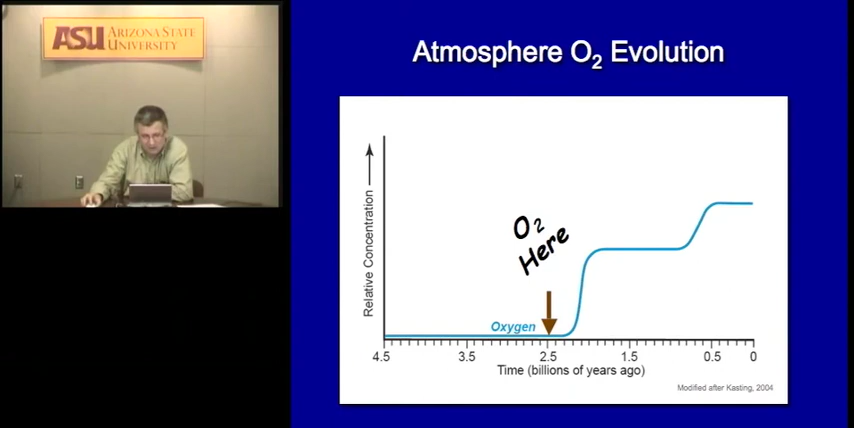 ASU ARIZONA STATE
UNIVERSITY
Atmosphere O₂ Evolution
Relative Concentration
O₂
Here
Oxygen
4.5 3.5 2.5 1.5 0.5 0
Time (billions of years ago)
Modified after Kasting, 2004